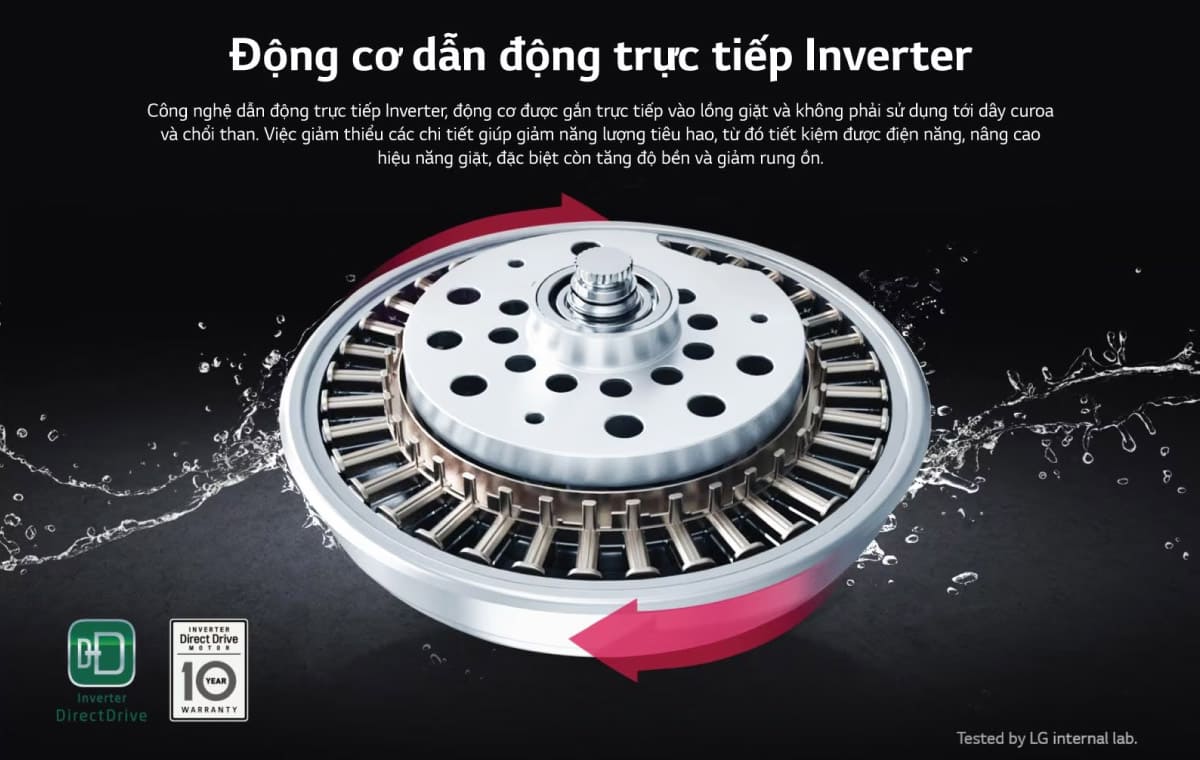 Động cơ dẫn động trực tiếp Inverter
Công nghệ dẫn động trực tiếp Inverter, động cơ được gắn trực tiếp vào lồng giặt và không phải sử dụng tới dây curoa
và chổi than. Việc giảm thiểu các chi tiết giúp giảm năng lượng tiêu hao, từ đó tiết kiệm được điện năng, nâng cao
hiệu năng giặt, đặc biệt còn tăng độ bền và giảm rung ồn.
DD
Inverter
DirectDrive
INVERTER
Direct Drive
MOTOR
10 YEAR
WARRANTY
Tested by LG internal lab.